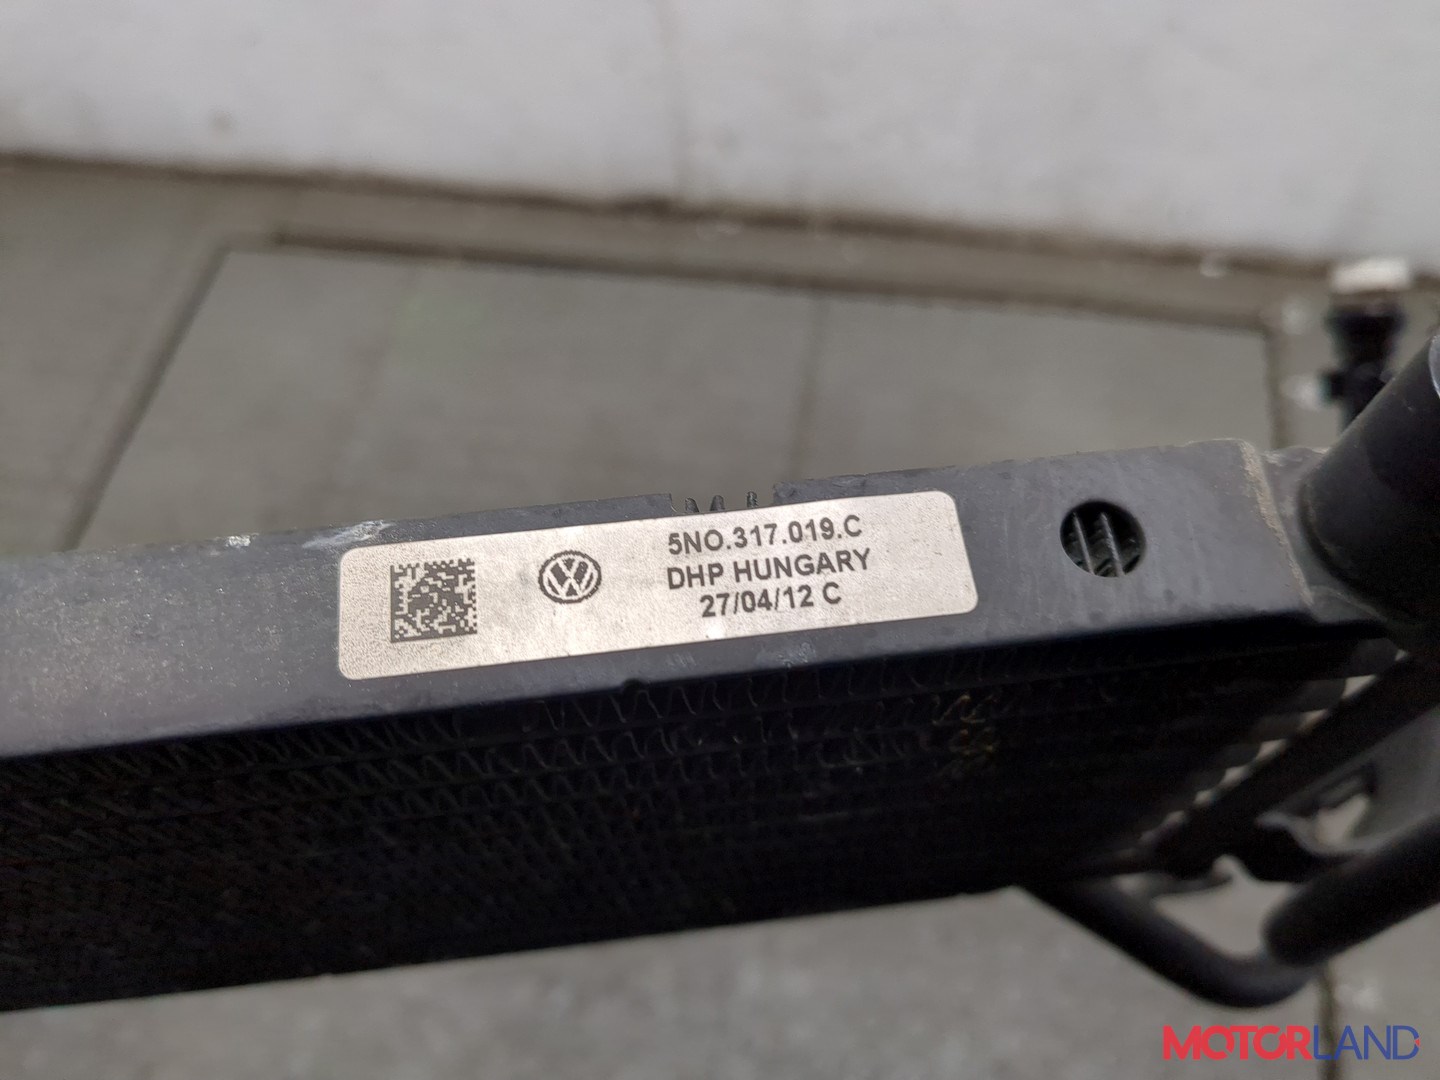 5NO.317.019.C
DHP HUNGARY
27/04/12 C
MOTORLAND